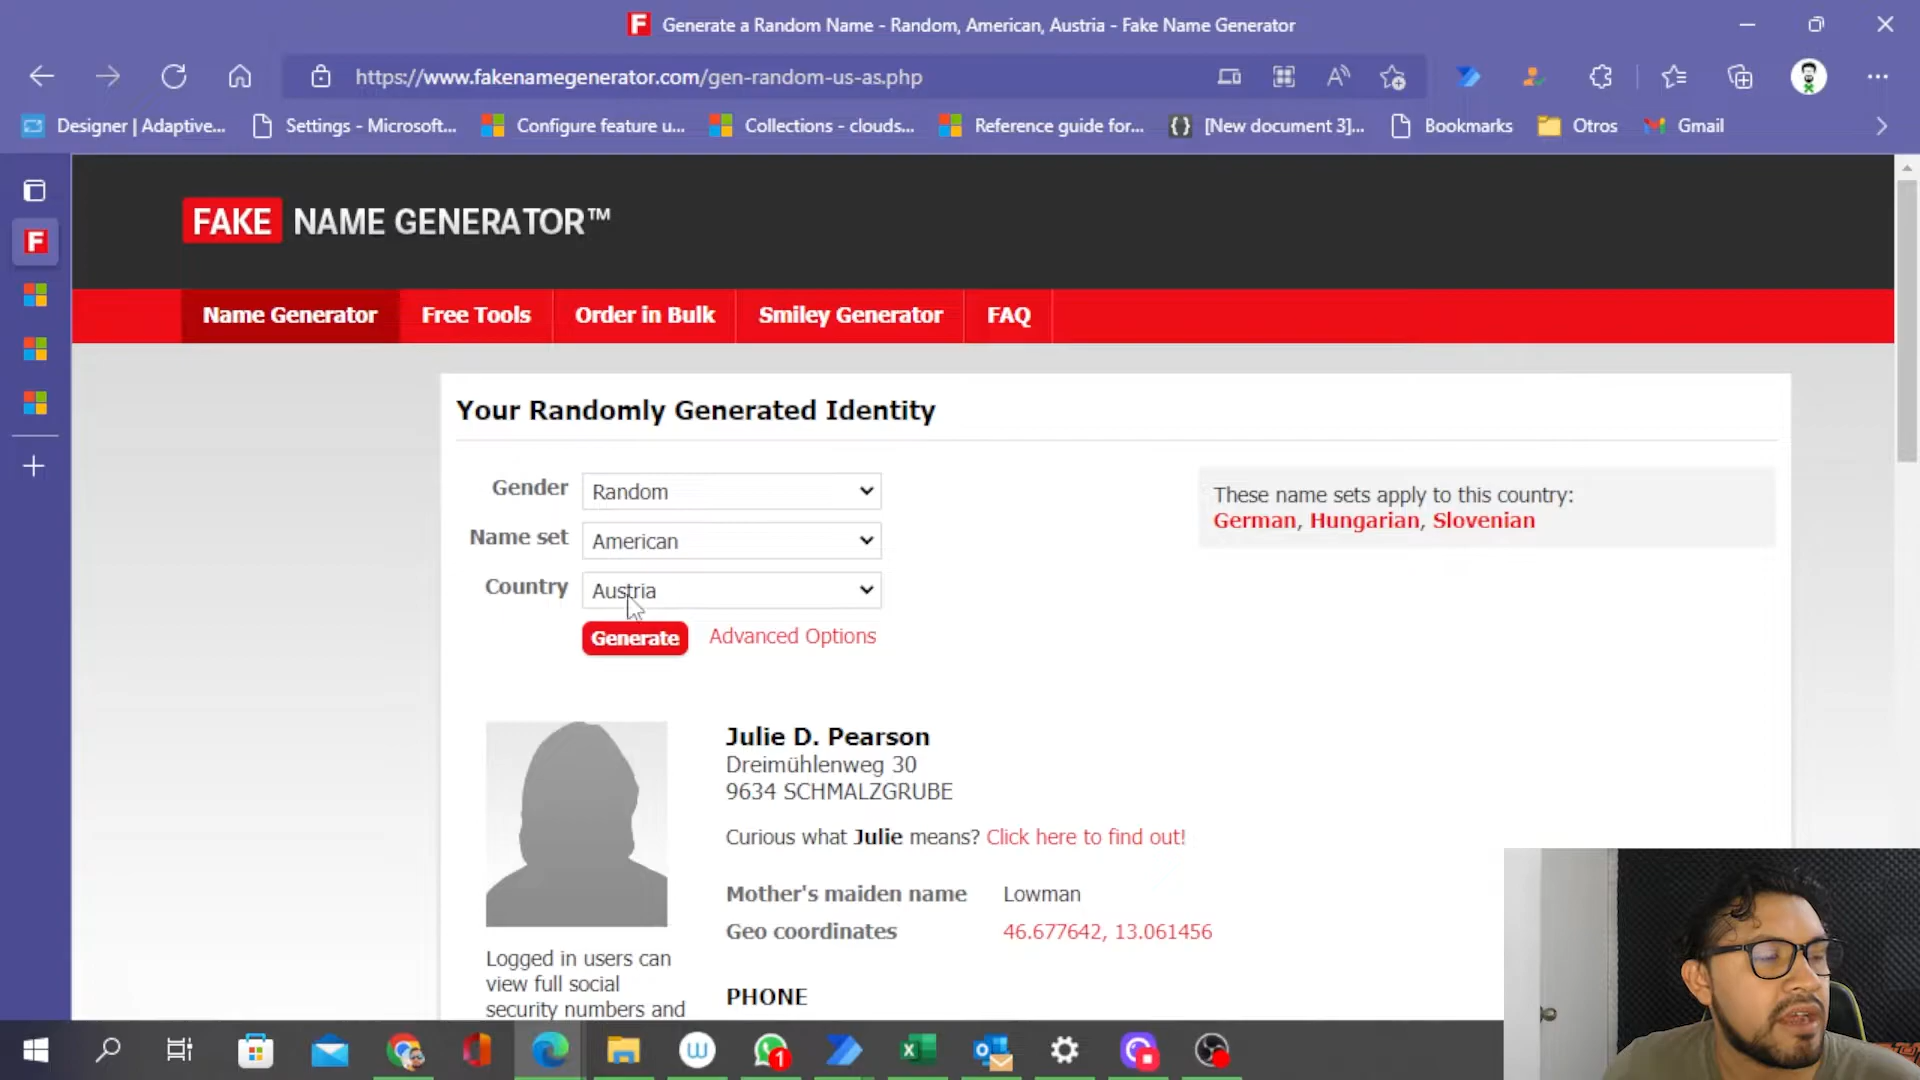 Generate a Random Name - Random, American, Austria - Fake Name Generator
https://www.fakenamegenerator.com/gen-random-us-as.php
Designer | Adaptive... Settings - Microsoft... Configure feature u... Collections - clouds... Reference guide for... [New document 3]... Bookmarks Otros Gmail
FAKE NAME GENERATOR™
Name Generator Free Tools Order in Bulk Smiley Generator FAQ
Your Randomly Generated Identity
Gender Random
Name set American
Country Austria
Generate Advanced Options
These name sets apply to this country:
German, Hungarian, Slovenian
Julie D. Pearson
Dreimühlenweg 30
9634 SCHMALZGRUBE
Curious what Julie means? Click here to find out!
Mother's maiden name Lowman
Geo coordinates 46.677642, 13.061456
Logged in users can
view full social
security numbers and
PHONE